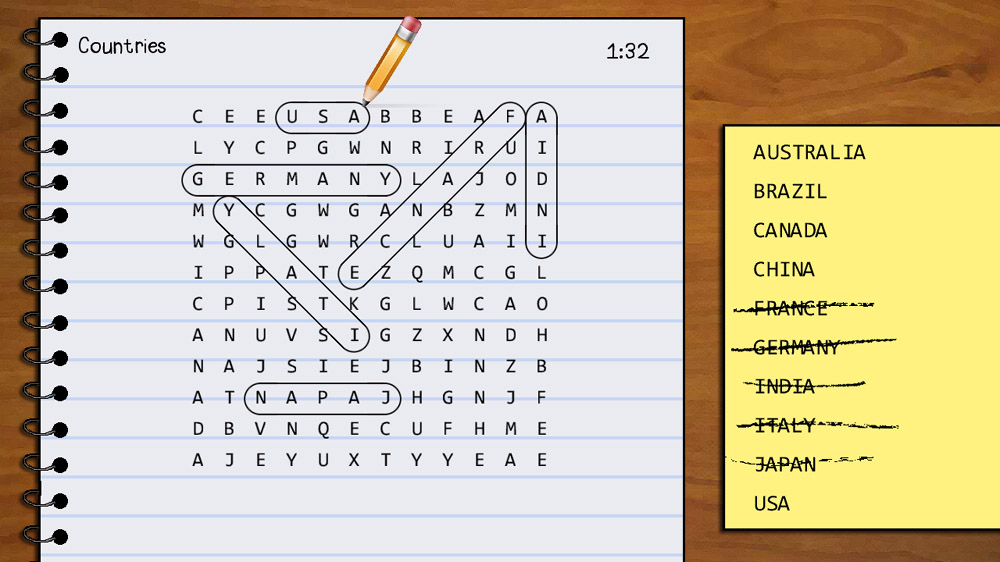 Countries
1:32
C E E U S A B B E A F A
L Y C P G W N R I R U I
G E R M A N Y L A J O D
M Y C G W G A N B Z M N
W G L G W R C L U A I I
I P P A T E Z Q M C G L
C P I S T K G L W C A O
A N U V S I G Z X N D H
N A J S I E J B I N Z B
A T N A P A J H G N J F
D B V N Q E C U F H M E
A J E Y U X T Y Y E A E
AUSTRALIA
BRAZIL
CANADA
CHINA
FRANCE
GERMANY
INDIA
ITALY
JAPAN
USA